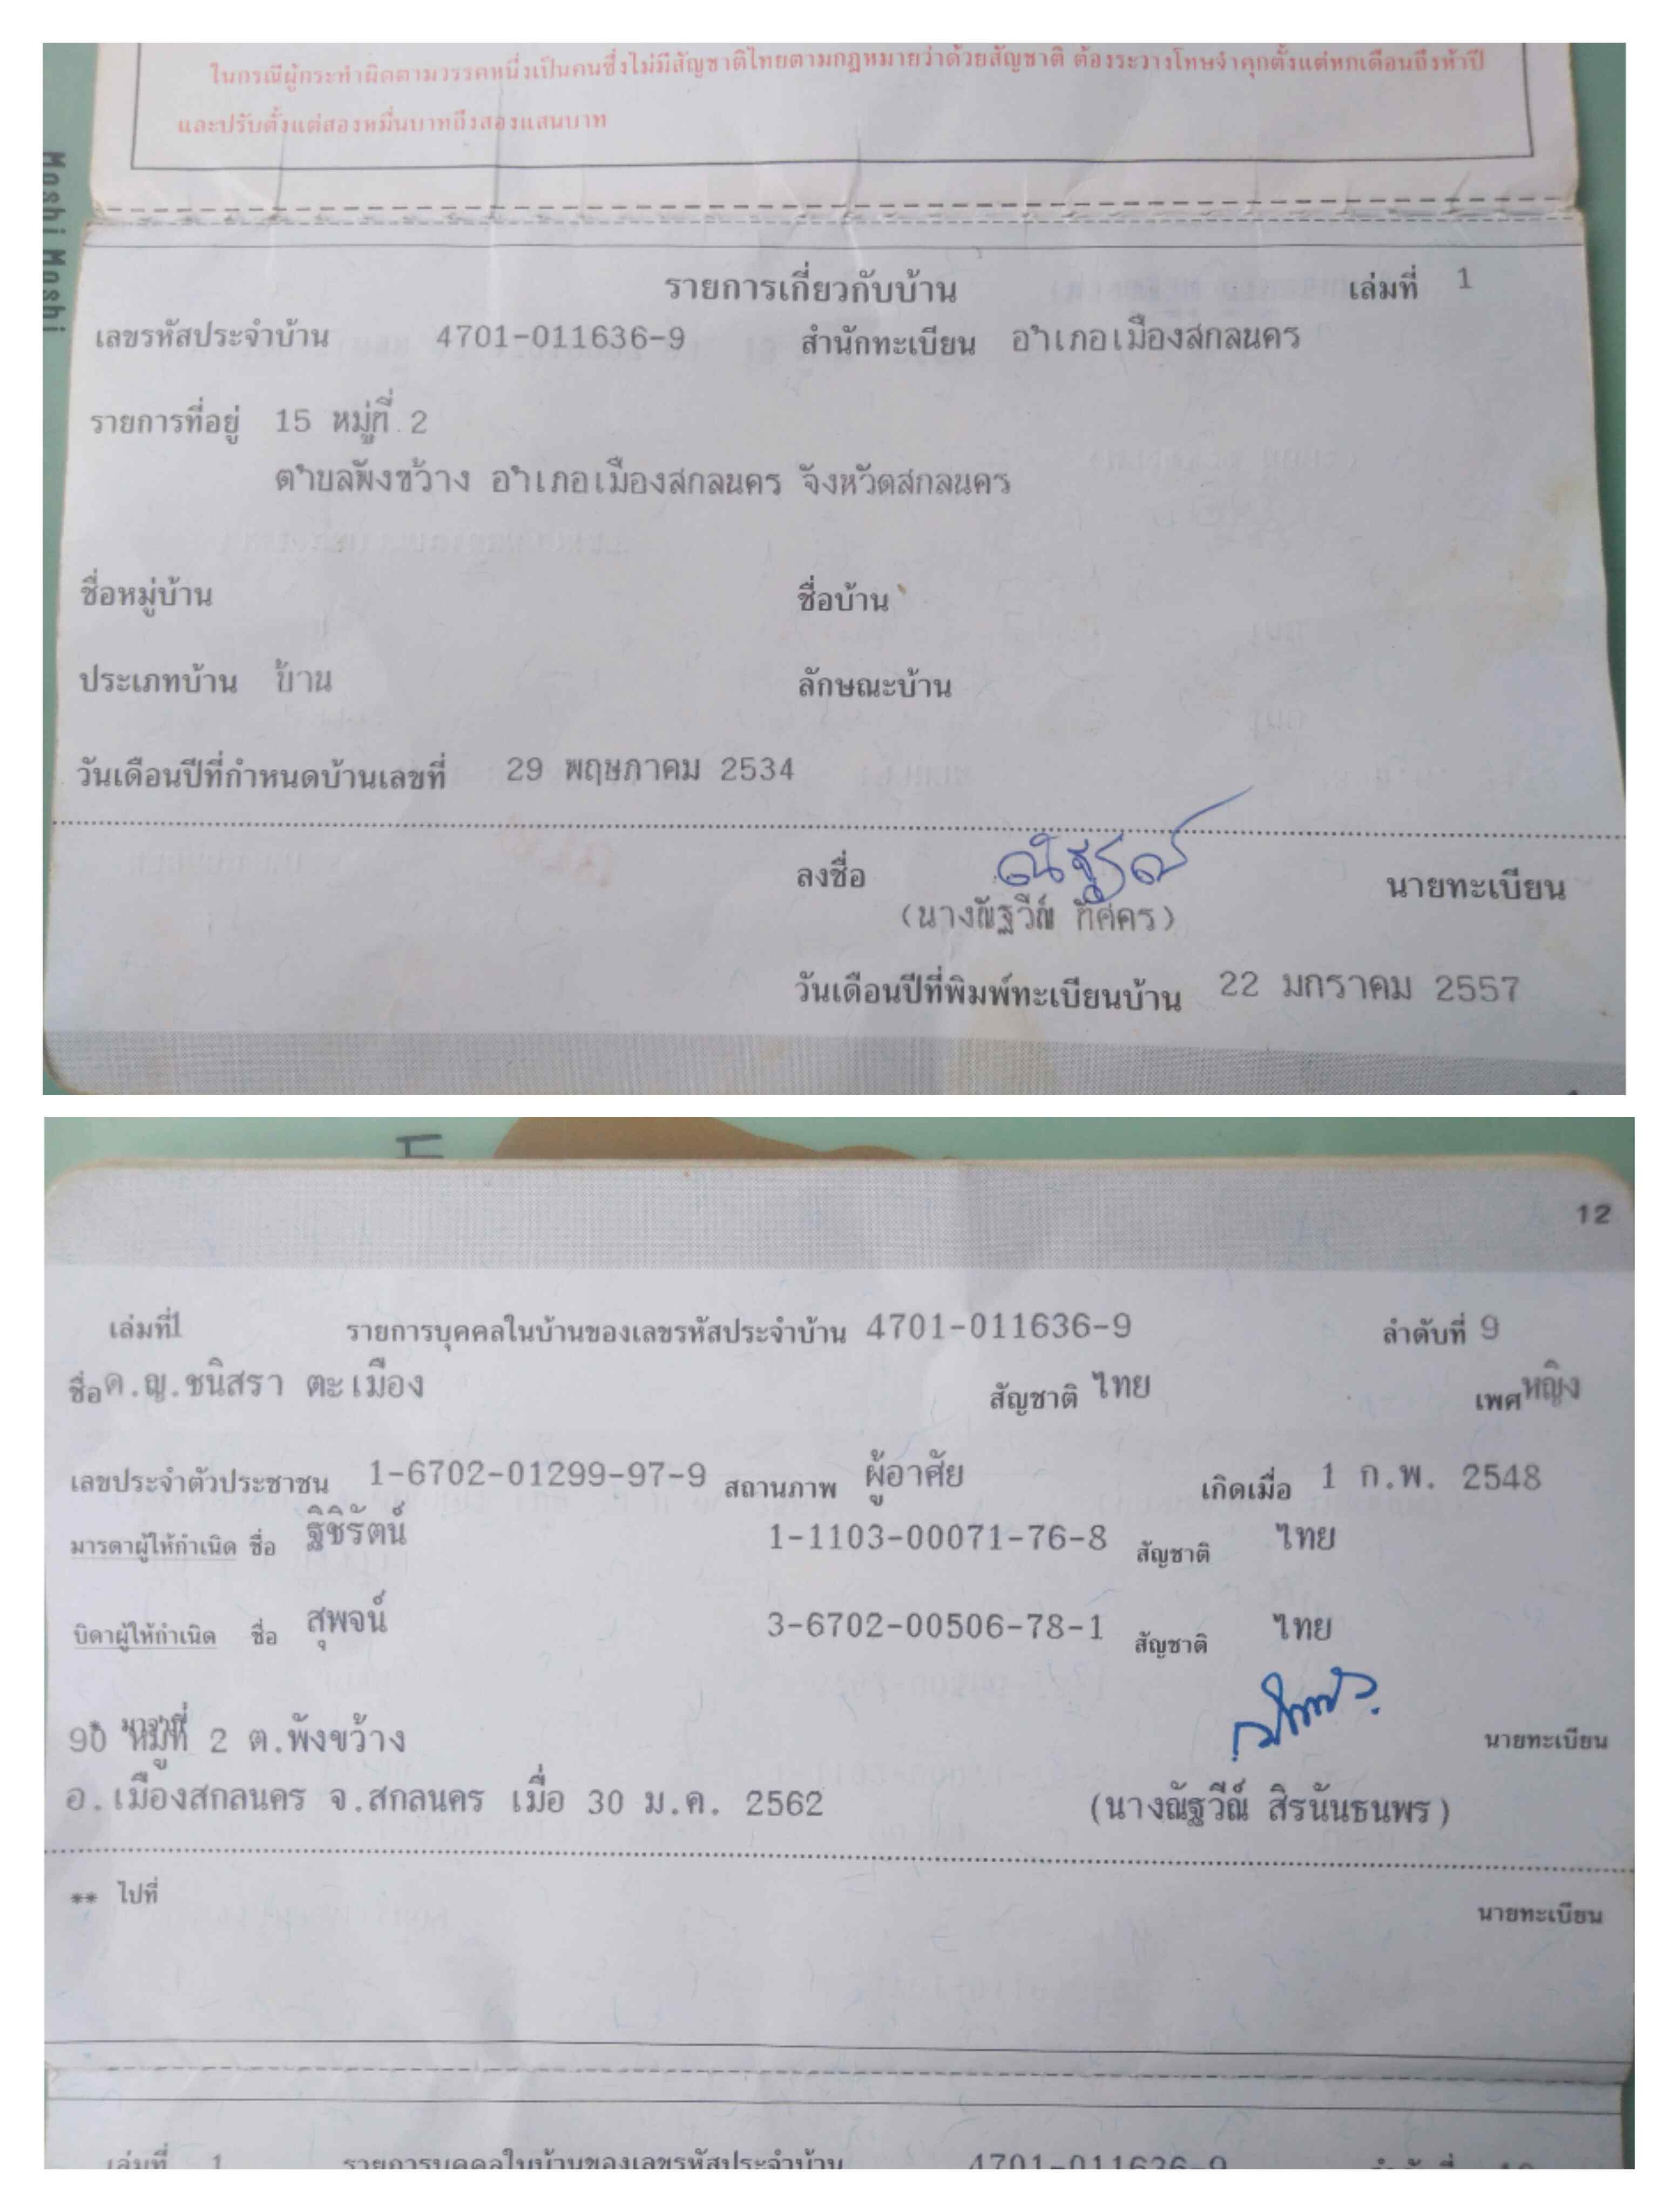 ในกรณีผู้กระทำผิดตามวรรคหนึ่งเป็นคนซึ่งไม่มีสัญชาติไทยตามกฎหมายว่าด้วยสัญชาติ ต้องระวางโทษจำคุกตั้งแต่หกเดือนถึงห้าปี
และปรับตั้งแต่สองหมื่นบาทถึงสองแสนบาท
Moshi Moshi
รายการเกี่ยวกับบ้าน เล่มที่ 1
เลขรหัสประจำบ้าน 4701-011636-9 สำนักทะเบียน อำเภอเมืองสกลนคร
รายการที่อยู่ 15 หมู่ที่ 2
ตำบลพังขว้าง อำเภอเมืองสกลนคร จังหวัดสกลนคร
ชื่อหมู่บ้าน ชื่อบ้าน
ประเภทบ้าน บ้าน ลักษณะบ้าน
วันเดือนปีที่กำหนดบ้านเลขที่ 29 พฤษภาคม 2534
ลงชื่อ ณัฐวีณ์ นายทะเบียน
(นางณัฐวีณ์ ทิศคร)
วันเดือนปีที่พิมพ์ทะเบียนบ้าน 22 มกราคม 2557
12
เล่มที่ 1 รายการบุคคลในบ้านของเลขรหัสประจำบ้าน 4701-011636-9 ลำดับที่ 9
ชื่อ ด.ญ.ชนิสรา ตะเมือง สัญชาติ ไทย เพศ หญิง
เลขประจำตัวประชาชน 1-6702-01299-97-9 สถานภาพ ผู้อาศัย เกิดเมื่อ 1 ก.พ. 2548
มารดาผู้ให้กำเนิด ชื่อ ฐิชิรัตน์ 1-1103-00071-76-8 สัญชาติ ไทย
บิดาผู้ให้กำเนิด ชื่อ สุพจน์ 3-6702-00506-78-1 สัญชาติ ไทย
* มาจาก
90 หมู่ที่ 2 ต.พังขว้าง นายทะเบียน
อ.เมืองสกลนคร จ.สกลนคร เมื่อ 30 ม.ค. 2562 (นางณัฐวีณ์ สิรนันธนพร)
** ไปที่ นายทะเบียน
เล่มที่ 1 รายการบุคคลในบ้านของเลขรหัสประจำบ้าน 4701-011636-9 ลำดับที่ 10